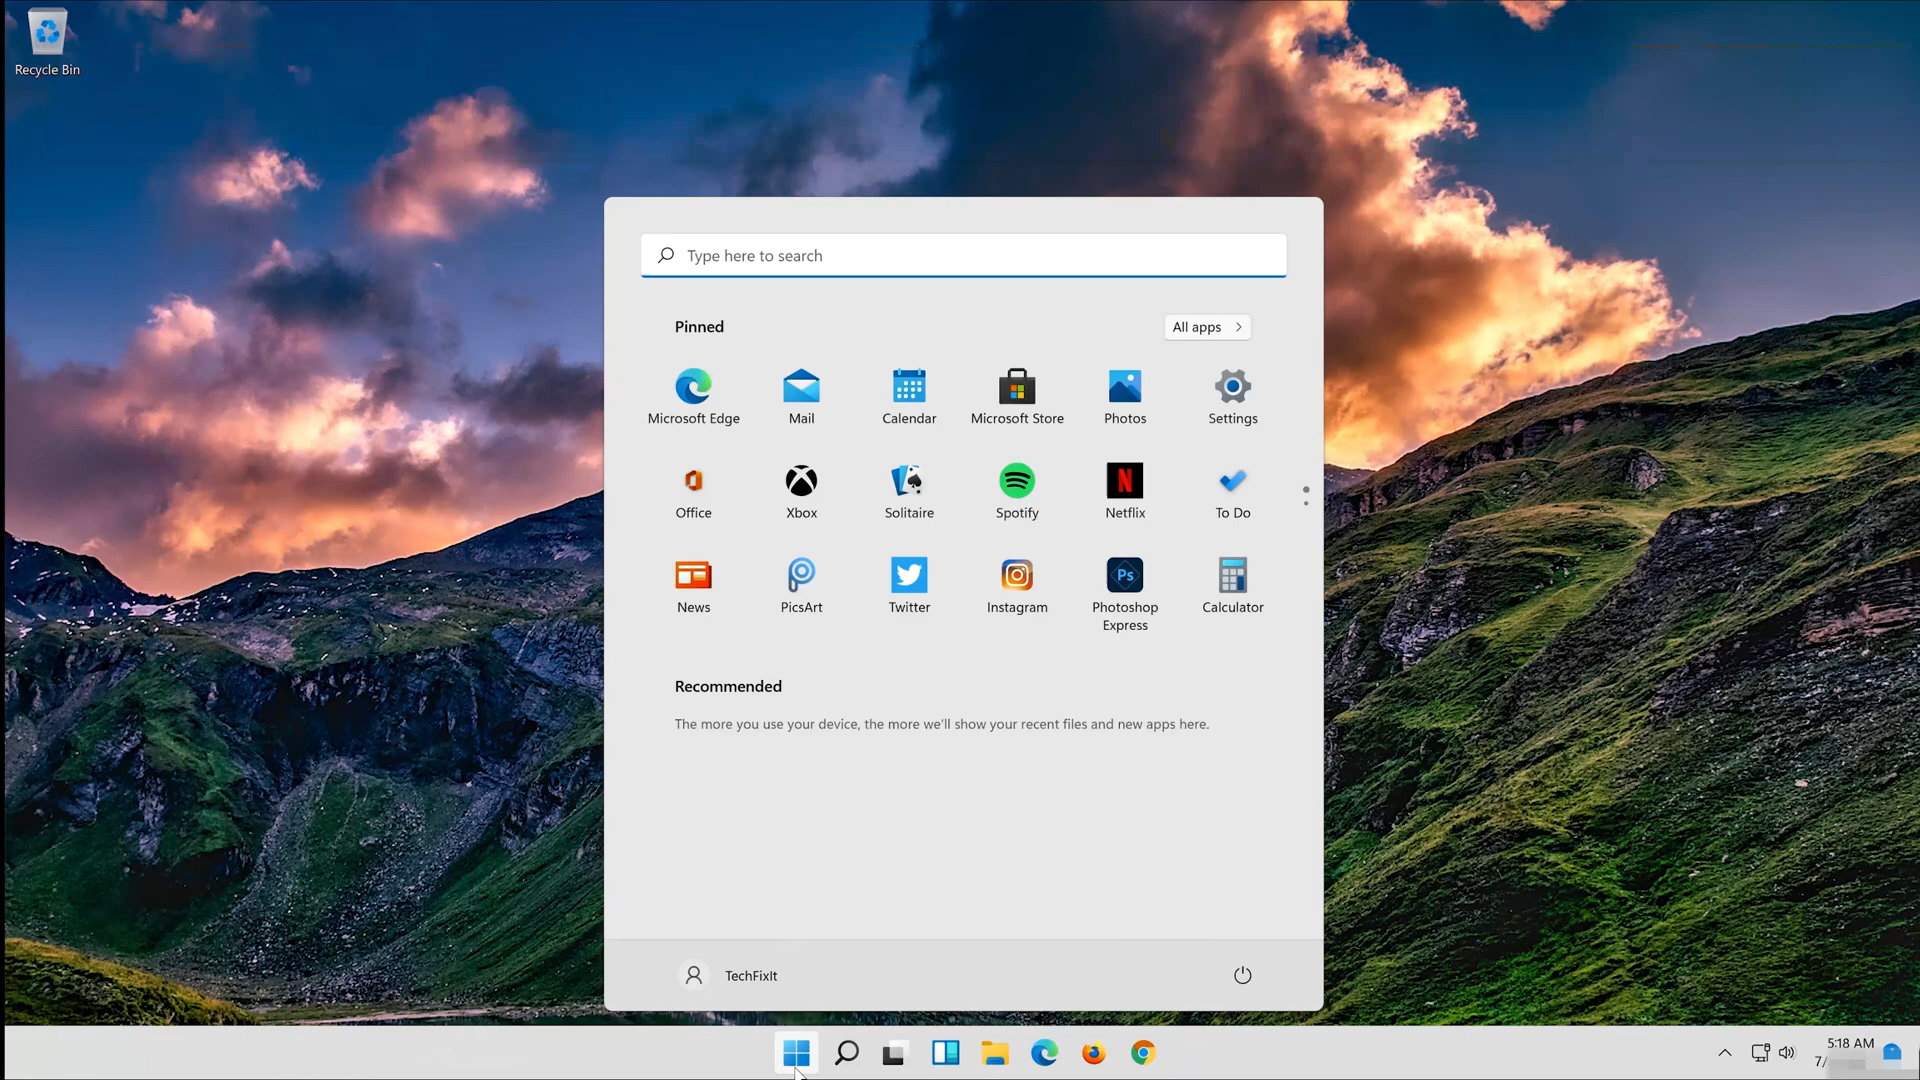 Recycle Bin
Type here to search
Pinned
All apps
Microsoft Edge
Mail
Calendar
Microsoft Store
Photos
Settings
Office
Xbox
Solitaire
Spotify
Netflix
To Do
News
PicsArt
Twitter
Instagram
Ps
Photoshop
Express
Calculator
Recommended
The more you use your device, the more we'll show your recent files and new apps here.
TechFixIt
5:18 AM
7/